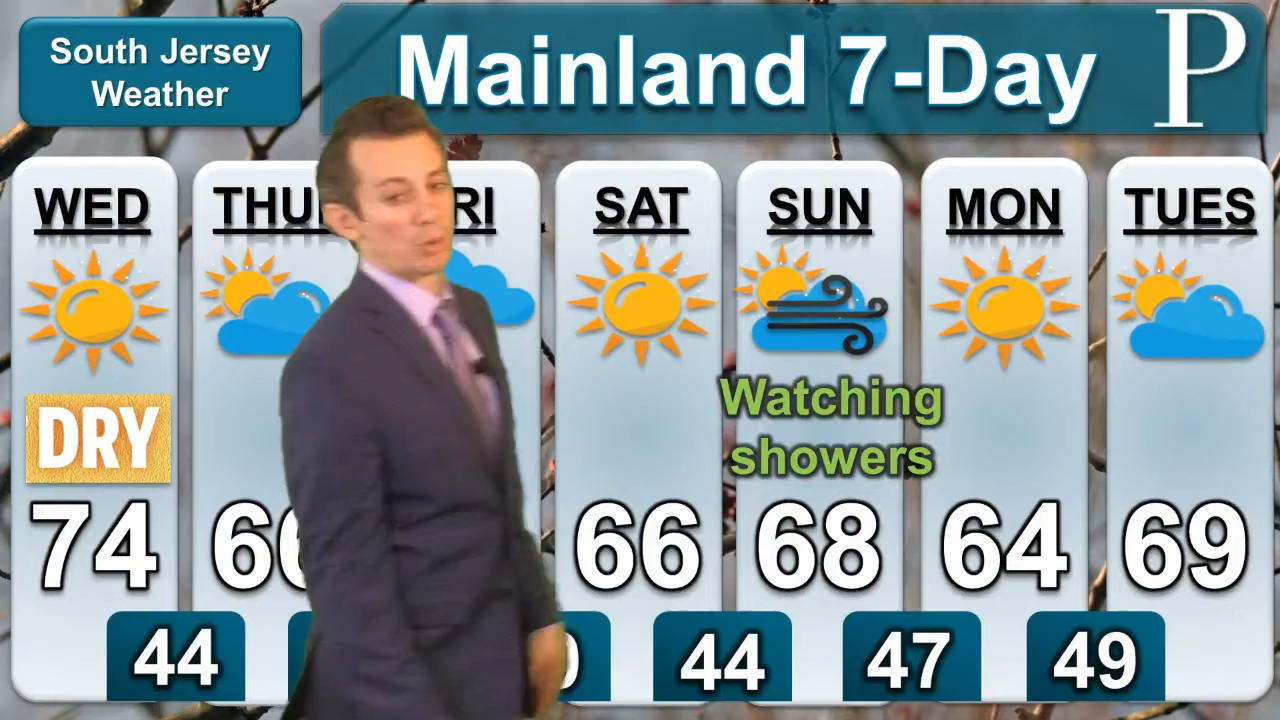 South Jersey
Weather
Mainland 7-Day
P
WED
SAT
SUN
MON
TUES
DRY
Watching
showers
74
66
68
64
69
44
44
47
49